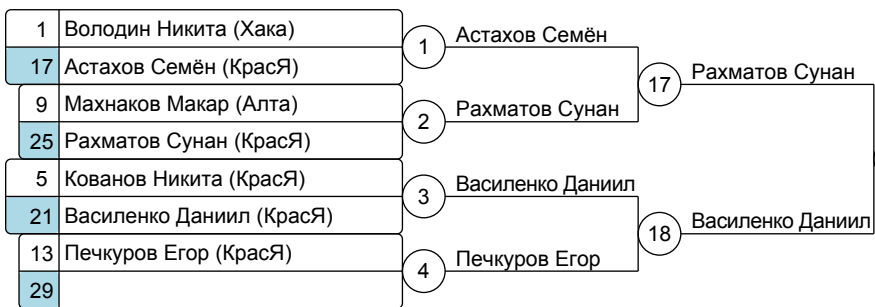 1 Володин Никита (Хака)
17 Астахов Семён (КрасЯ)
9 Махнаков Макар (Алта)
25 Рахматов Сунан (КрасЯ)
5 Кованов Никита (КрасЯ)
21 Василенко Даниил (КрасЯ)
13 Печкуров Егор (КрасЯ)
29
1 Астахов Семён
2 Рахматов Сунан
3 Василенко Даниил
4 Печкуров Егор
17 Рахматов Сунан
18 Василенко Даниил